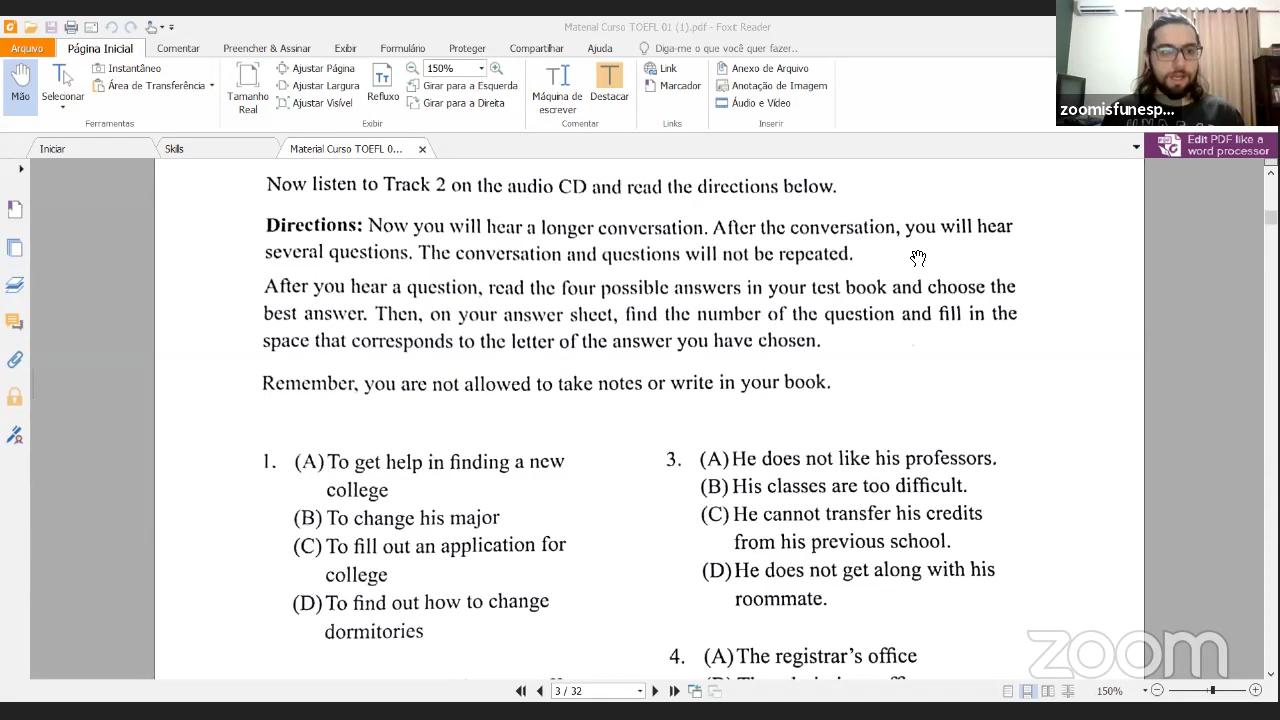 Material Curso TOEFL 01 (1).pdf - Foxit Reader
Arquivo Página Inicial Comentar Preencher & Assinar Exibir Formulário Proteger Compartilhar Ajuda Diga-me o que você quer fazer..
Mão
Selecionar
Instantâneo
Área de Transferência
Ferramentas
Tamanho Real
Ajustar Página
Ajustar Largura
Ajustar Visível
Refluxo
150%
Girar para a Esquerda
Girar para a Direita
Exibir
Máquina de escrever
Destacar
Comentar
Link
Marcador
Links
Anexo de Arquivo
Anotação de Imagem
Áudio e Vídeo
Inserir
zoomisfunesp...
Iniciar Skills Material Curso TOEFL 0...
Edit PDF like a
word processor
Now listen to Track 2 on the audio CD and read the directions below.
Directions: Now you will hear a longer conversation. After the conversation, you will hear
several questions. The conversation and questions will not be repeated.
After you hear a question, read the four possible answers in your test book and choose the
best answer. Then, on your answer sheet, find the number of the question and fill in the
space that corresponds to the letter of the answer you have chosen.
Remember, you are not allowed to take notes or write in your book.
1. (A) To get help in finding a new
college
(B) To change his major
(C) To fill out an application for
college
(D) To find out how to change
dormitories
3. (A) He does not like his professors.
(B) His classes are too difficult.
(C) He cannot transfer his credits
from his previous school.
(D) He does not get along with his
roommate.
4. (A) The registrar's office
zoom
3 / 32
150%